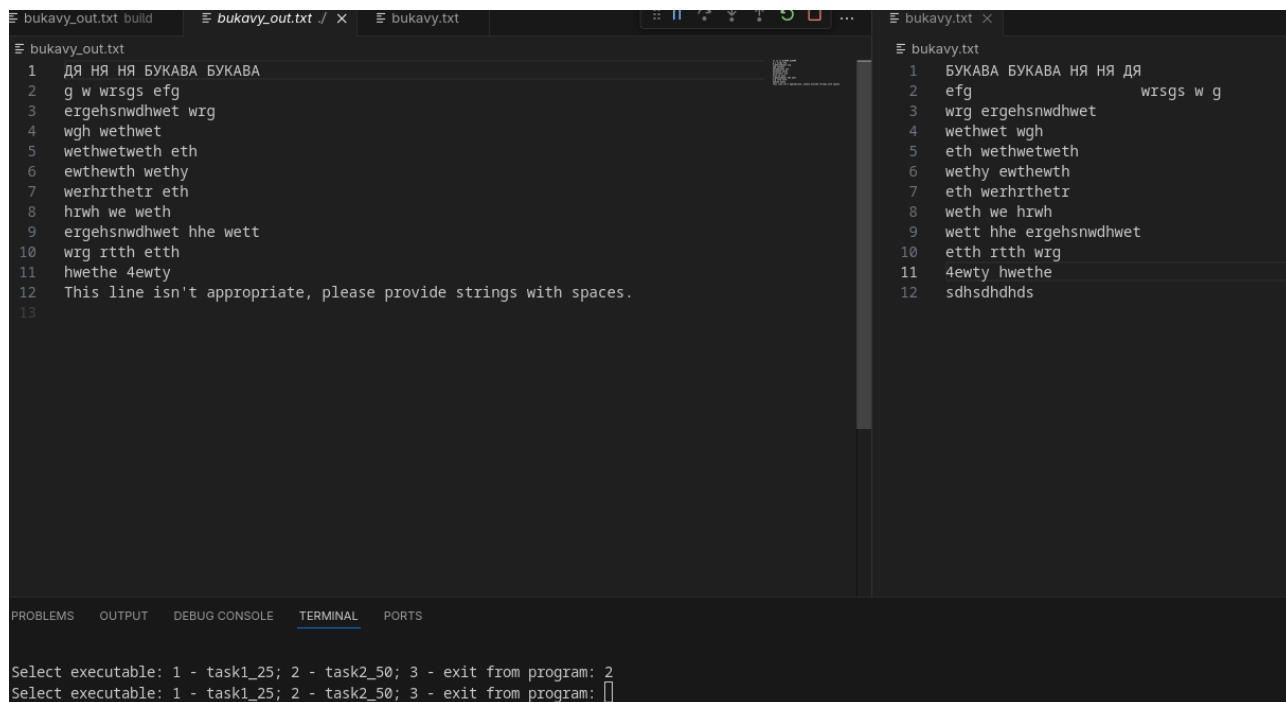 bukavy_out.txt build bukavy_out.txt ./ bukavy.txt
bukavy_out.txt
1 ДЯ НЯ НЯ БУКАВА БУКАВА
2 g w wrsgs efg
3 ergehsnwdhwet wrg
4 wgh wethwet
5 wethwetweth eth
6 ewthewth wethy
7 werhrthetr eth
8 hrwh we weth
9 ergehsnwdhwet hhe wett
10 wrg rtth etth
11 hwethe 4ewty
12 This line isn't appropriate, please provide strings with spaces.
13
bukavy.txt
bukavy.txt
1 БУКАВА БУКАВА НЯ НЯ ДЯ
2 efg wrsgs w g
3 wrg ergehsnwdhwet
4 wethwet wgh
5 eth wethwetweth
6 wethy ewthewth
7 eth werhrthetr
8 weth we hrwh
9 wett hhe ergehsnwdhwet
10 etth rtth wrg
11 4ewty hwethe
12 sdhsdhdhds
PROBLEMS OUTPUT DEBUG CONSOLE TERMINAL PORTS
Select executable: 1 - task1_25; 2 - task2_50; 3 - exit from program: 2
Select executable: 1 - task1_25; 2 - task2_50; 3 - exit from program: